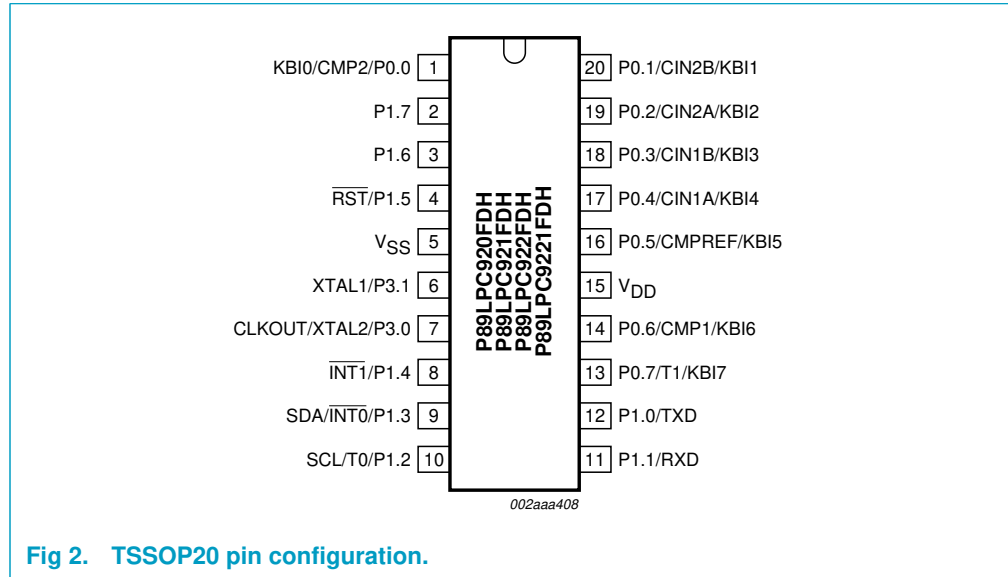 KBI0/CMP2/P0.0 1
P1.7 2
P1.6 3
RST/P1.5 4
VSS 5
XTAL1/P3.1 6
CLKOUT/XTAL2/P3.0 7
INT1/P1.4 8
SDA/INT0/P1.3 9
SCL/T0/P1.2 10
P89LPC920FDH
P89LPC921FDH
P89LPC922FDH
P89LPC9221FDH
20 P0.1/CIN2B/KBI1
19 P0.2/CIN2A/KBI2
18 P0.3/CIN1B/KBI3
17 P0.4/CIN1A/KBI4
16 P0.5/CMPREF/KBI5
15 VDD
14 P0.6/CMP1/KBI6
13 P0.7/T1/KBI7
12 P1.0/TXD
11 P1.1/RXD
002aaa408
Fig 2. TSSOP20 pin configuration.